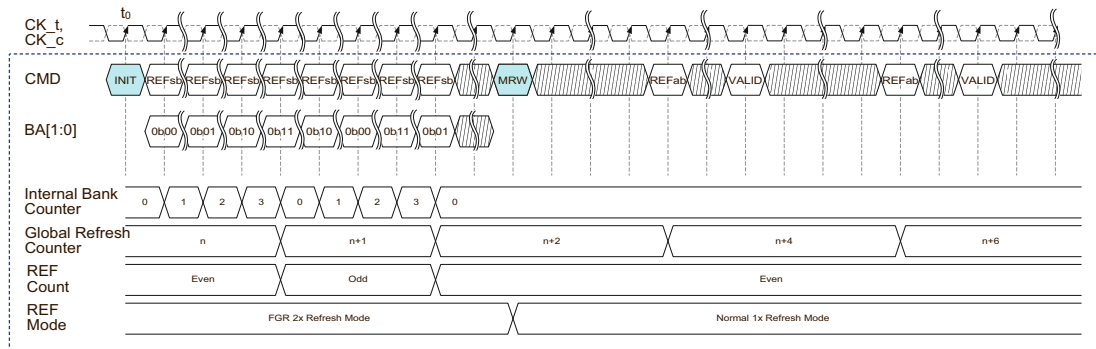 t0
CK_t,
CK_c
CMD INIT REFsb REFsb REFsb REFsb REFsb REFsb REFsb REFsb MRW REFab VALID REFab VALID
BA[1:0] 0b00 0b01 0b10 0b11 0b10 0b00 0b11 0b01
Internal Bank
Counter 0 1 2 3 0 1 2 3 0
Global Refresh
Counter n n+1 n+2 n+4 n+6
REF
Count Even Odd Even
REF
Mode FGR 2x Refresh Mode Normal 1x Refresh Mode